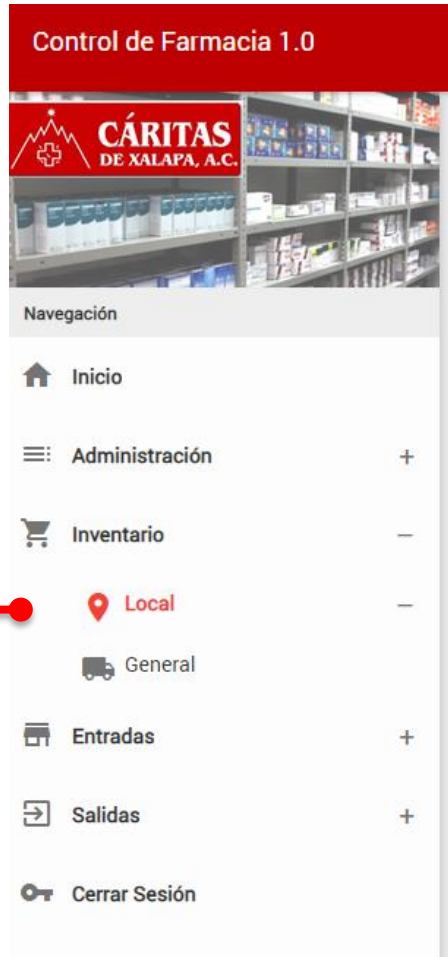 Control de Farmacia 1.0
CÁRITAS
DE XALAPA, A.C.
Navegación
Inicio
Administración +
Inventario −
Local −
General
Entradas +
Salidas +
Cerrar Sesión